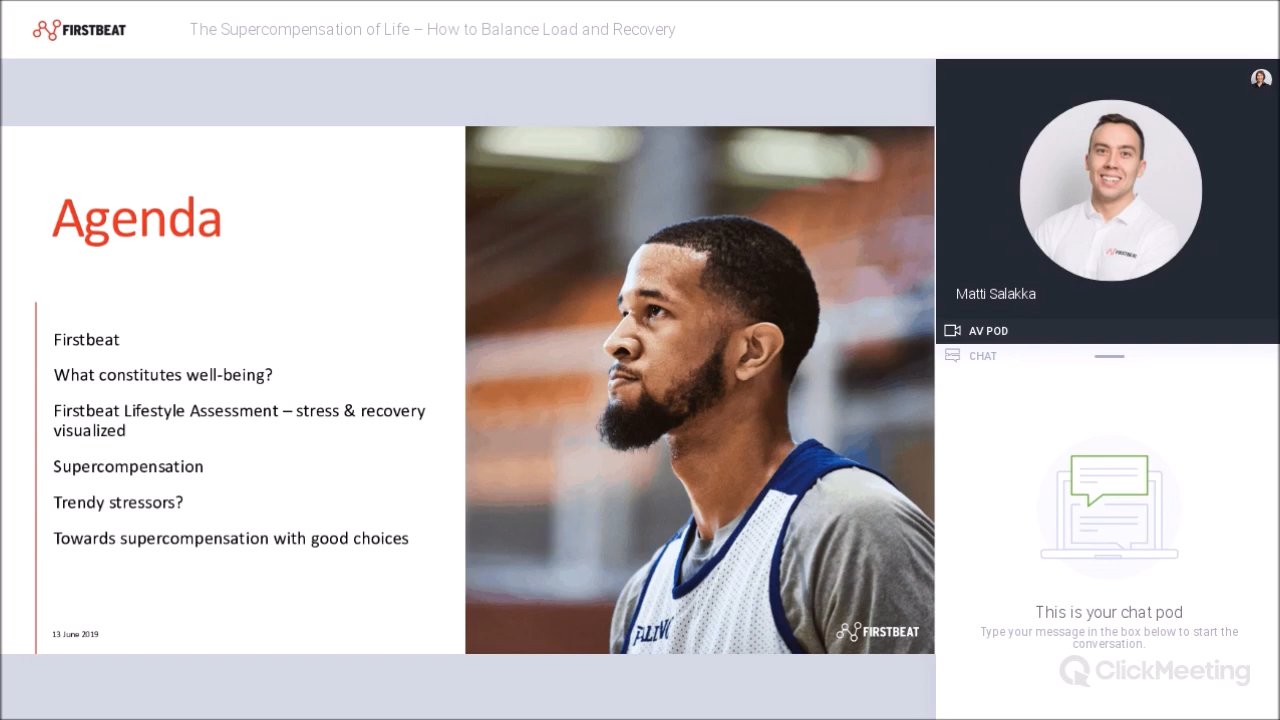 FIRSTBEAT
The Supercompensation of Life – How to Balance Load and Recovery
Agenda
Firstbeat
What constitutes well-being?
Firstbeat Lifestyle Assessment – stress & recovery
visualized
Supercompensation
Trendy stressors?
Towards supercompensation with good choices
13 June 2019
FIRSTBEAT
FIRSTBEAT
Matti Salakka
AV POD
CHAT
This is your chat pod
Type your message in the box below to start the
conversation.
ClickMeeting